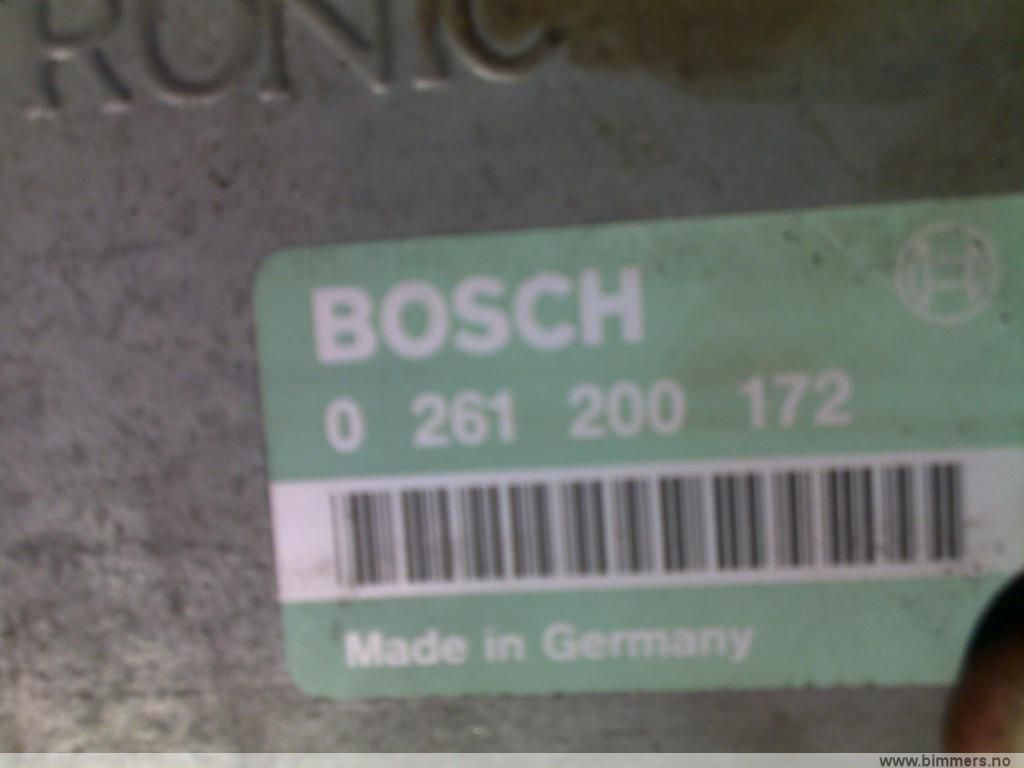 RONIC
BOSCH
0 261 200 172
Made in Germany
www.bimmers.no